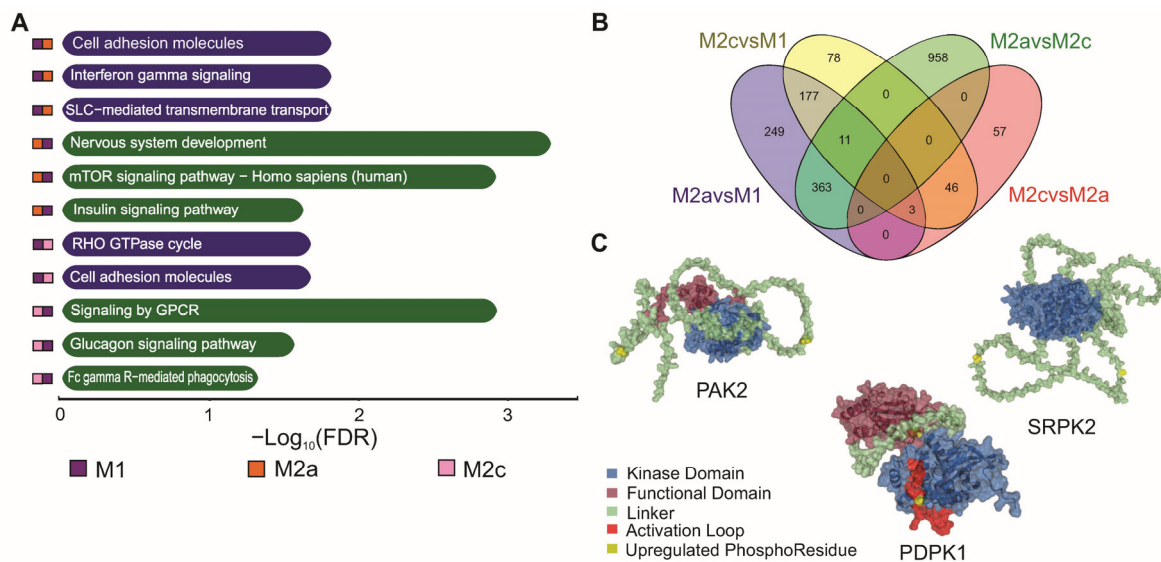 A
Cell adhesion molecules
Interferon gamma signaling
SLC−mediated transmembrane transport
Nervous system development
mTOR signaling pathway − Homo sapiens (human)
Insulin signaling pathway
RHO GTPase cycle
Cell adhesion molecules
Signaling by GPCR
Glucagon signaling pathway
Fc gamma R−mediated phagocytosis
0 1 2 3
−Log10(FDR)
M1 M2a M2c
B
M2cvsM1 M2avsM2c
78 958
177 0 0
249 11 0 57
M2avsM1 363 0 46 M2cvsM2a
0 3
0
C
PAK2
SRPK2
PDPK1
Kinase Domain
Functional Domain
Linker
Activation Loop
Upregulated PhosphoResidue